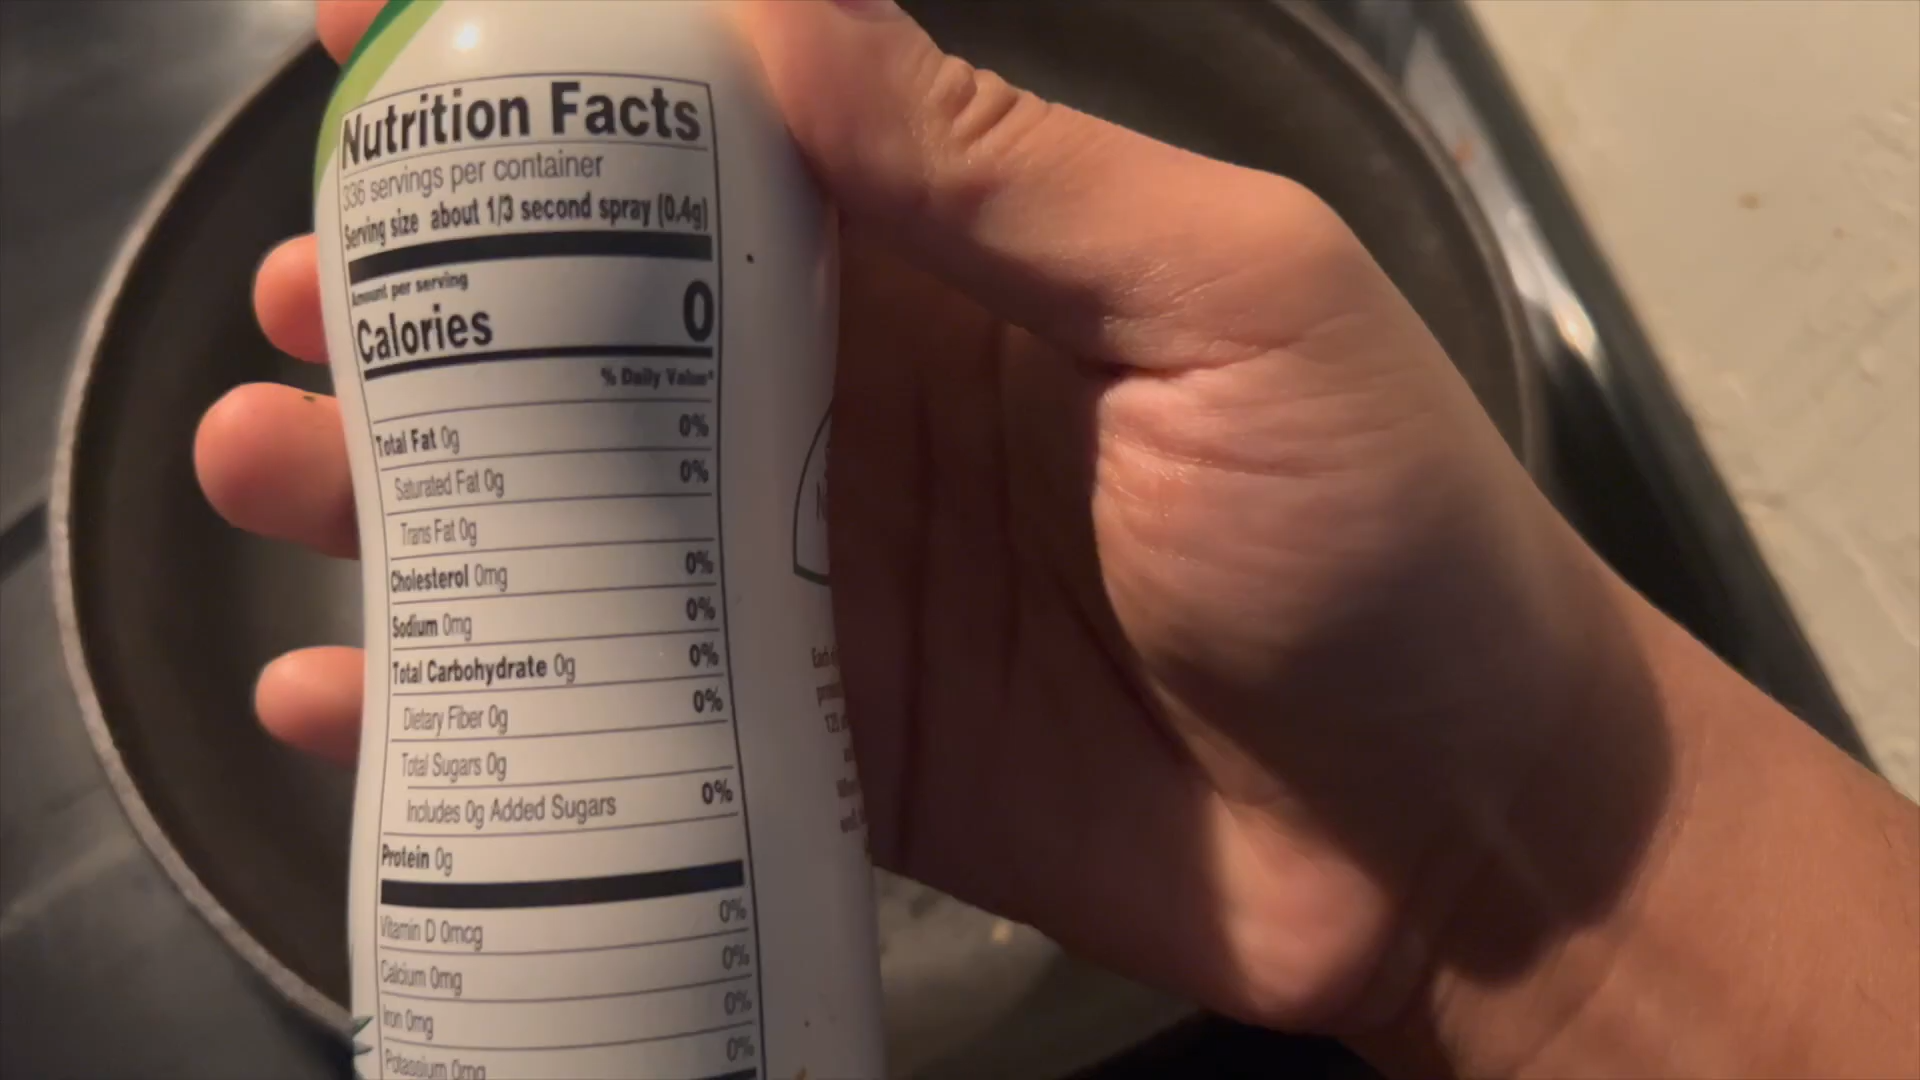 Nutrition Facts
336 servings per container
Serving size about 1/3 second spray (0.4g)
Amount per serving
Calories 0
% Daily Value*
Total Fat 0g 0%
Saturated Fat 0g 0%
Trans Fat 0g
Cholesterol 0mg 0%
Sodium 0mg 0%
Total Carbohydrate 0g 0%
Dietary Fiber 0g 0%
Total Sugars 0g
Includes 0g Added Sugars 0%
Protein 0g
Vitamin D 0mcg 0%
Calcium 0mg 0%
Iron 0mg 0%
Potassium 0mg 0%